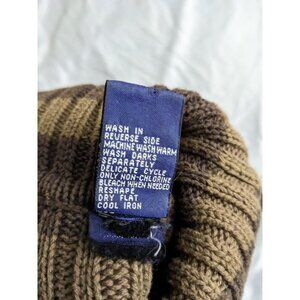 WASH IN
REVERSE SIDE
MACHINE WASH WARM
WASH DARKS
SEPARATELY
DELICATE CYCLE
ONLY NON-CHLORINE
BLEACH WHEN NEEDED
RESHAPE
DRY FLAT
COOL IRON